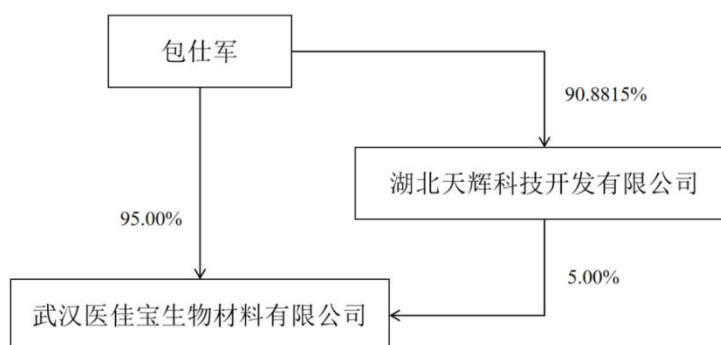 包仕军
90.8815%
湖北天辉科技开发有限公司
95.00%
5.00%
武汉医佳宝生物材料有限公司